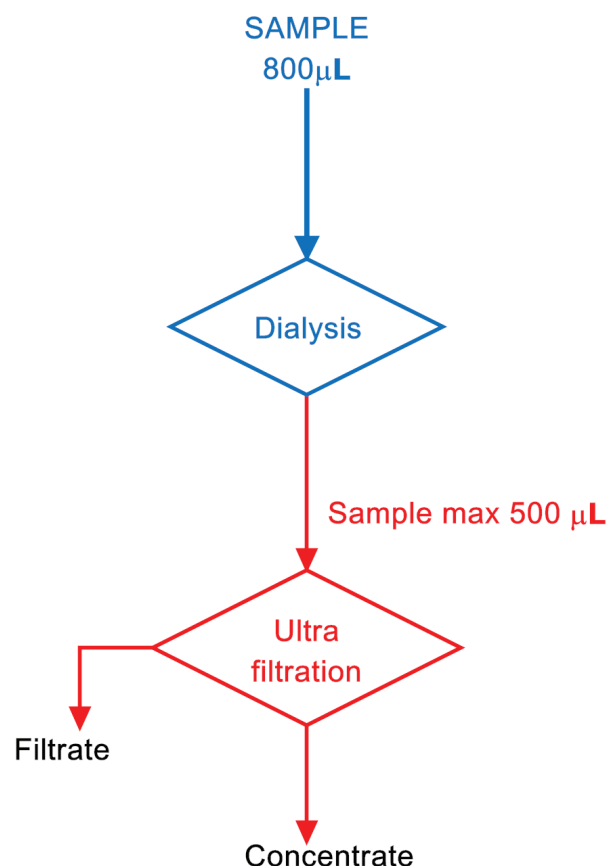 SAMPLE
800μL
Dialysis
Sample max 500 μL
Ultra
filtration
Filtrate
Concentrate